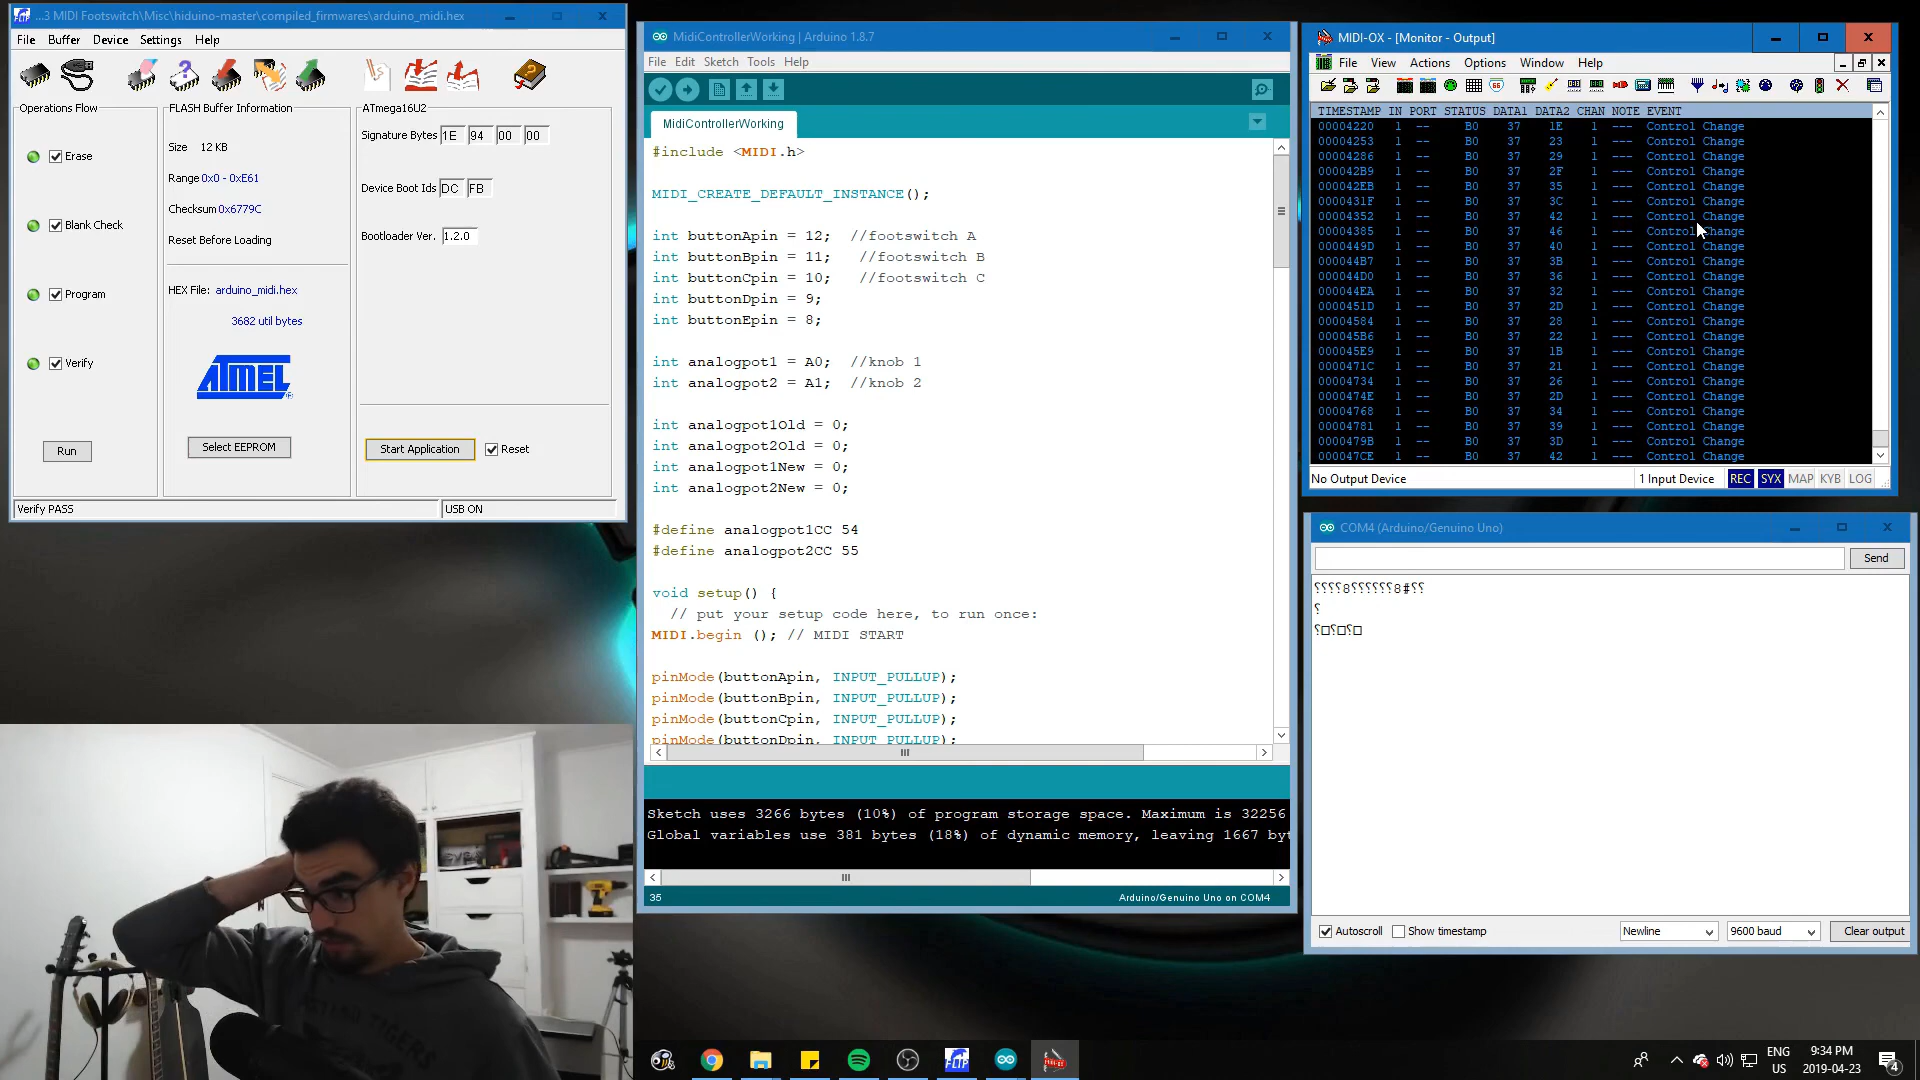 ...3 MIDI Footswitch\Misc\hiduino-master\compiled_firmwares\arduino_midi.hex
File Buffer Device Settings Help
Operations Flow
Erase
Blank Check
Program
Verify
Run
FLASH Buffer Information
Size 12 KB
Range 0x0 - 0xE61
Checksum 0x6779C
Reset Before Loading
HEX File: arduino_midi.hex
3682 util bytes
ATMEL
Select EEPROM
ATmega16U2
Signature Bytes 1E 94 00 00
Device Boot Ids DC FB
Bootloader Ver. 1.2.0
Start Application Reset
Verify PASS USB ON
MidiControllerWorking | Arduino 1.8.7
File Edit Sketch Tools Help
MidiControllerWorking
#include <MIDI.h>
MIDI_CREATE_DEFAULT_INSTANCE();
int buttonApin = 12; //footswitch A
int buttonBpin = 11; //footswitch B
int buttonCpin = 10; //footswitch C
int buttonDpin = 9;
int buttonEpin = 8;
int analogpot1 = A0; //knob 1
int analogpot2 = A1; //knob 2
int analogpot1Old = 0;
int analogpot2Old = 0;
int analogpot1New = 0;
int analogpot2New = 0;
#define analogpot1CC 54
#define analogpot2CC 55
void setup() {
// put your setup code here, to run once:
MIDI.begin (); // MIDI START
pinMode(buttonApin, INPUT_PULLUP);
pinMode(buttonBpin, INPUT_PULLUP);
pinMode(buttonCpin, INPUT_PULLUP);
pinMode(buttonDpin, INPUT_PULLUP);
Sketch uses 3266 bytes (10%) of program storage space. Maximum is 32256
Global variables use 381 bytes (18%) of dynamic memory, leaving 1667 byt
35 Arduino/Genuino Uno on COM4
MIDI-OX - [Monitor - Output]
File View Actions Options Window Help
TIMESTAMP IN PORT STATUS DATA1 DATA2 CHAN NOTE EVENT
00004220 1 -- B0 37 1E 1 --- Control Change
00004253 1 -- B0 37 23 1 --- Control Change
00004286 1 -- B0 37 29 1 --- Control Change
000042B9 1 -- B0 37 2F 1 --- Control Change
000042EB 1 -- B0 37 35 1 --- Control Change
0000431F 1 -- B0 37 3C 1 --- Control Change
00004352 1 -- B0 37 42 1 --- Control Change
00004385 1 -- B0 37 46 1 --- Control Change
0000449D 1 -- B0 37 40 1 --- Control Change
000044B7 1 -- B0 37 3B 1 --- Control Change
000044D0 1 -- B0 37 36 1 --- Control Change
000044EA 1 -- B0 37 32 1 --- Control Change
0000451D 1 -- B0 37 2D 1 --- Control Change
00004584 1 -- B0 37 28 1 --- Control Change
000045B6 1 -- B0 37 22 1 --- Control Change
000045E9 1 -- B0 37 1B 1 --- Control Change
0000471C 1 -- B0 37 21 1 --- Control Change
00004734 1 -- B0 37 26 1 --- Control Change
0000474E 1 -- B0 37 2D 1 --- Control Change
00004768 1 -- B0 37 34 1 --- Control Change
00004781 1 -- B0 37 39 1 --- Control Change
0000479B 1 -- B0 37 3D 1 --- Control Change
000047CE 1 -- B0 37 42 1 --- Control Change
No Output Device 1 Input Device REC SYX MAP KYB LOG
COM4 (Arduino/Genuino Uno)
Send
⸮⸮⸮⸮8⸮⸮⸮⸮⸮⸮8#⸮⸮
⸮
⸮□⸮□⸮□
Autoscroll Show timestamp Newline 9600 baud Clear output
FLIP
ENG
US
9:34 PM
2019-04-23
4